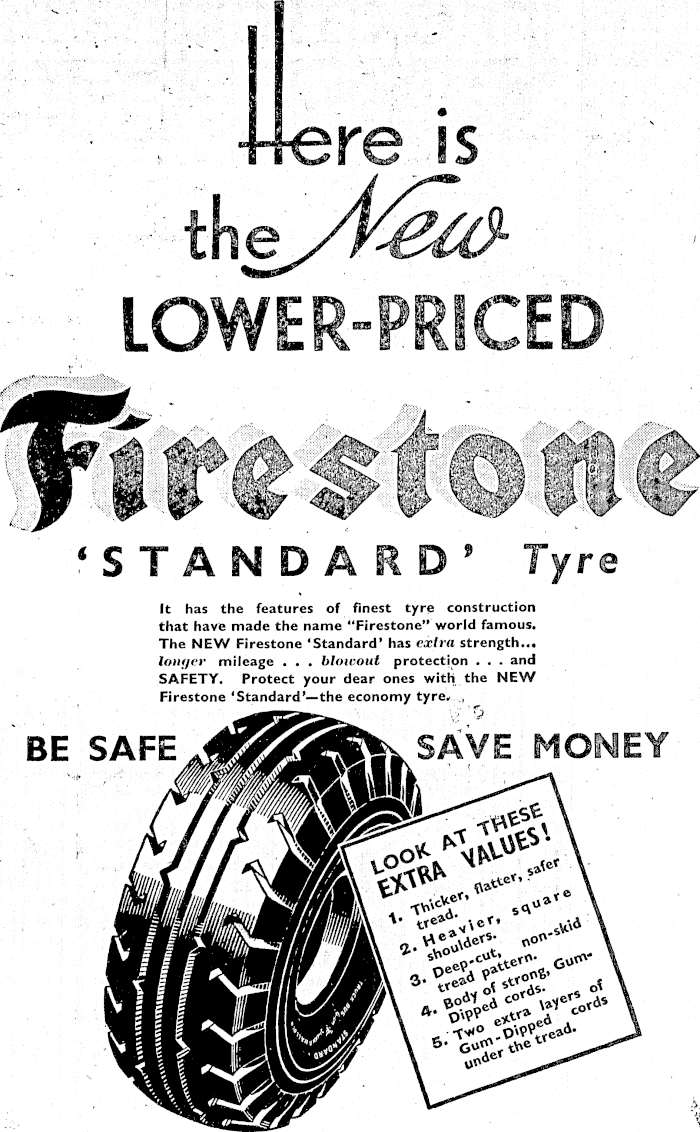 Here is
the New
LOWER-PRICED
Firestone
'STANDARD' Tyre
It has the features of finest tyre construction
that have made the name "Firestone" world famous.
The NEW Firestone 'Standard' has extra strength...
longer mileage . . . blowout protection . . . and
SAFETY. Protect your dear ones with the NEW
Firestone 'Standard'—the economy tyre.
BE SAFE SAVE MONEY
LOOK AT THESE
EXTRA VALUES!
1. Thicker, flatter, safer
tread.
2. Heavier, square
shoulders.
3. Deep-cut, non-skid
tread pattern.
4. Body of strong, Gum-
Dipped cords.
5. Two extra layers of
Gum-Dipped cords
under the tread.